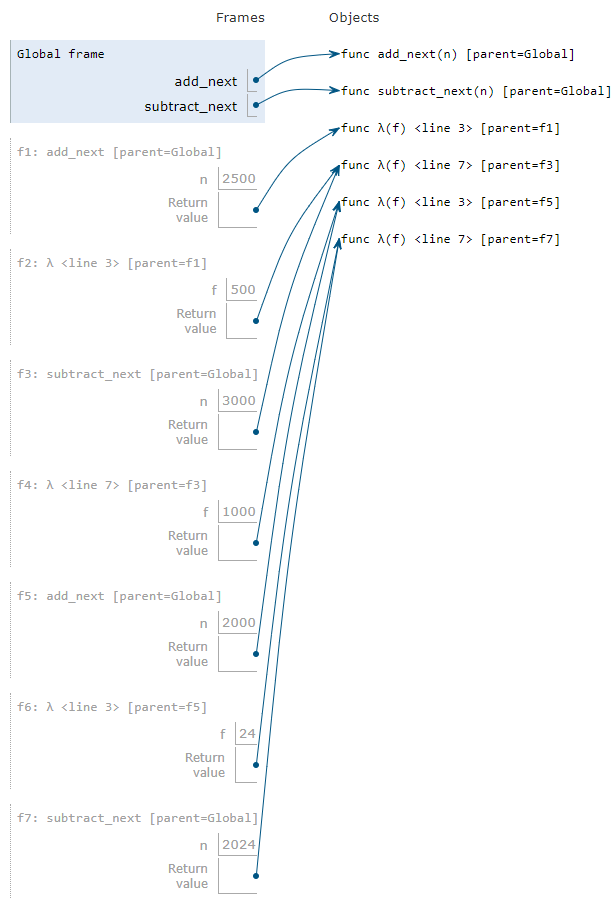 Frames Objects
Global frame
add_next
subtract_next
func add_next(n) [parent=Global]
func subtract_next(n) [parent=Global]
func λ(f) <line 3> [parent=f1]
func λ(f) <line 7> [parent=f3]
func λ(f) <line 3> [parent=f5]
func λ(f) <line 7> [parent=f7]
f1: add_next [parent=Global]
n 2500
Return
value
f2: λ <line 3> [parent=f1]
f 500
Return
value
f3: subtract_next [parent=Global]
n 3000
Return
value
f4: λ <line 7> [parent=f3]
f 1000
Return
value
f5: add_next [parent=Global]
n 2000
Return
value
f6: λ <line 3> [parent=f5]
f 24
Return
value
f7: subtract_next [parent=Global]
n 2024
Return
value